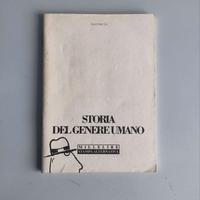 STORIA
DEL GENERE UMANO
MILLELIRE
STAMPA ALTERNATIVA